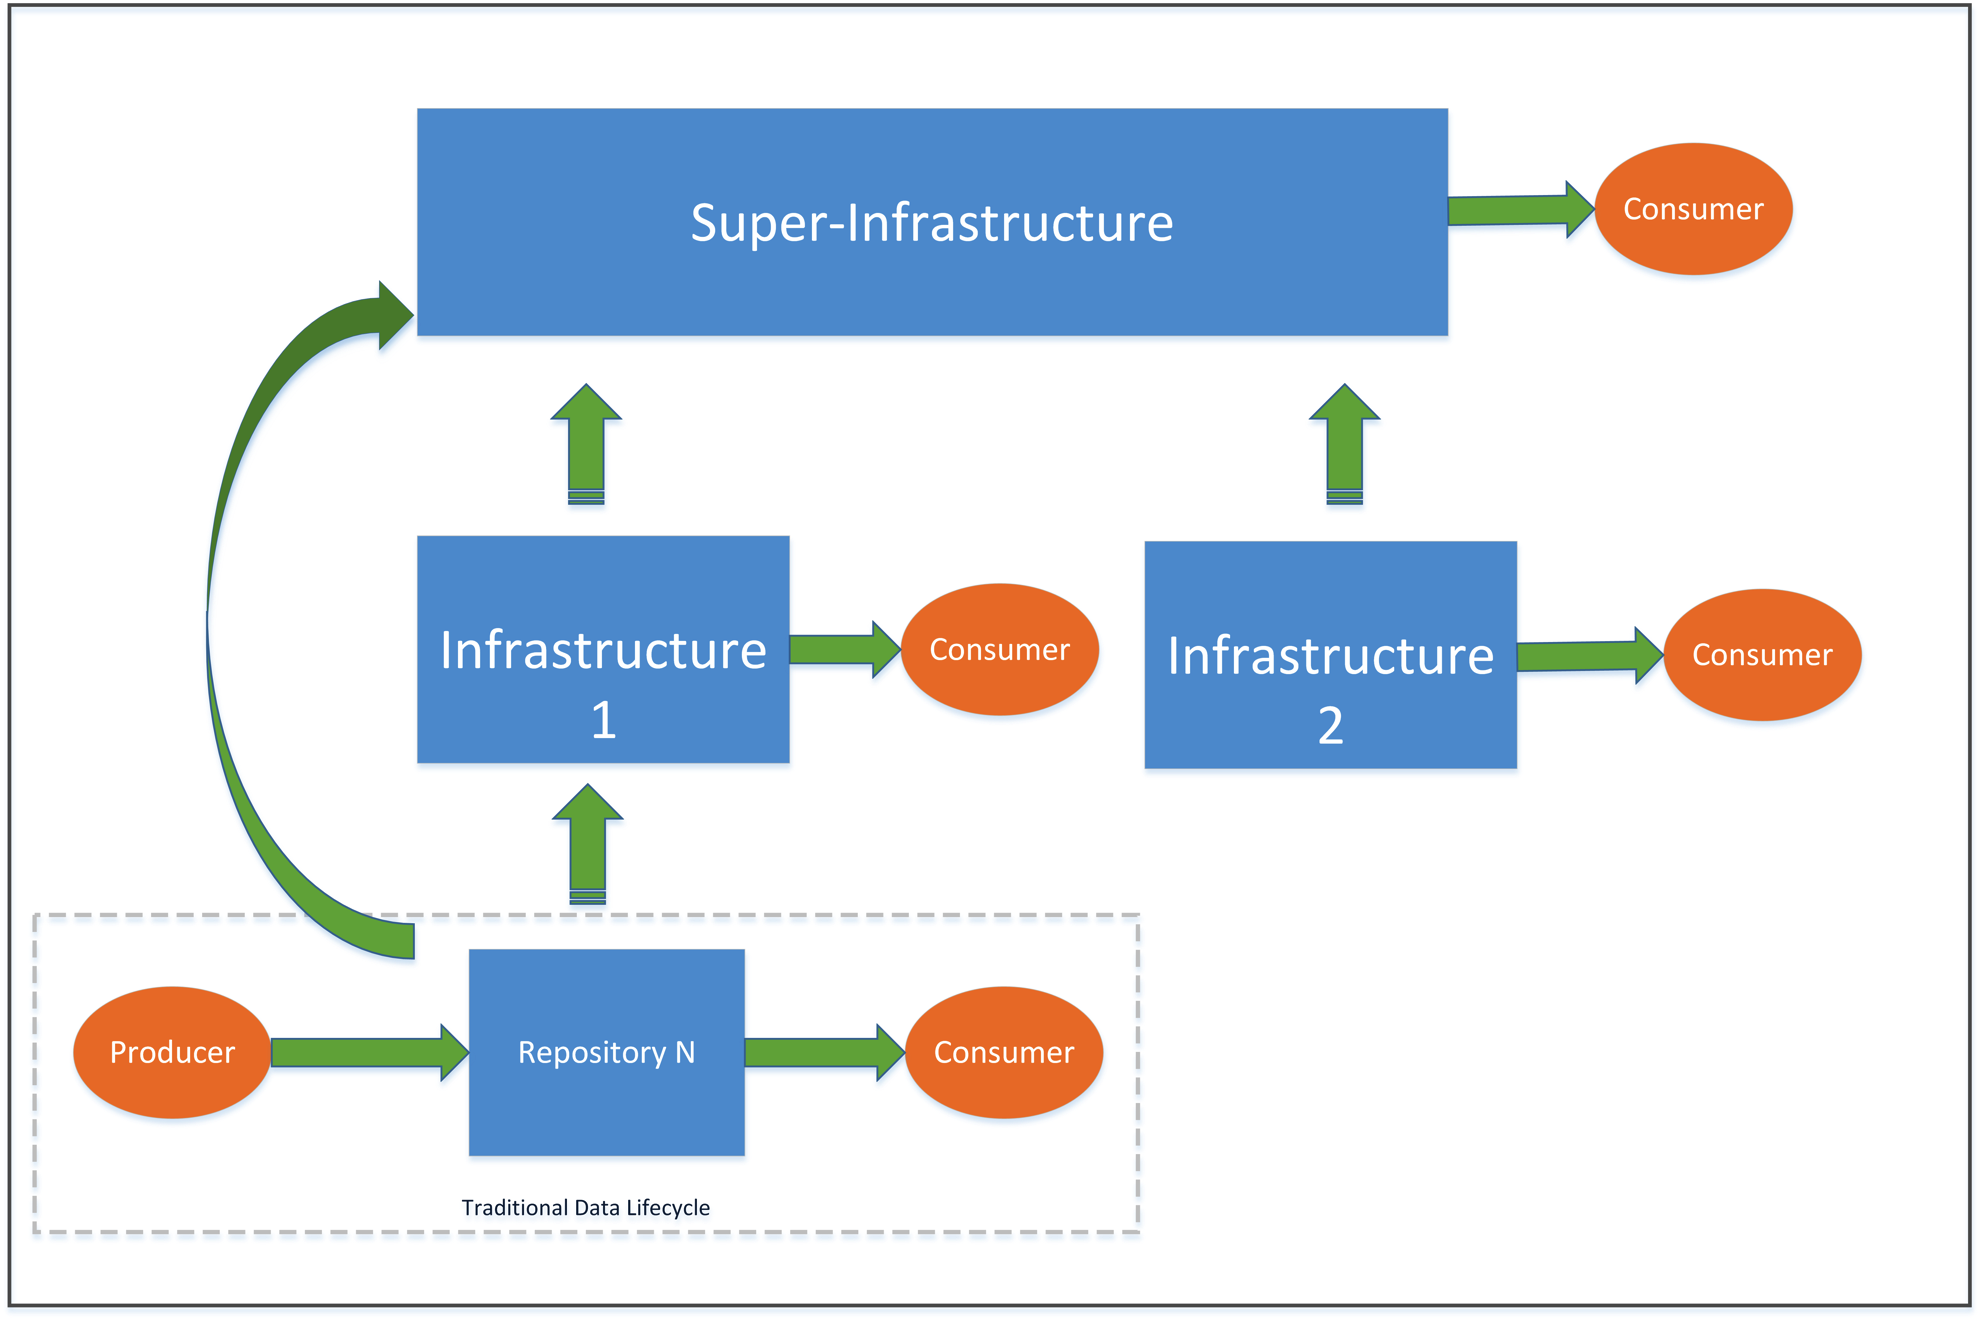 Super-Infrastructure
Consumer
Infrastructure
1
Consumer
Infrastructure
2
Consumer
Producer
Repository N
Consumer
Traditional Data Lifecycle